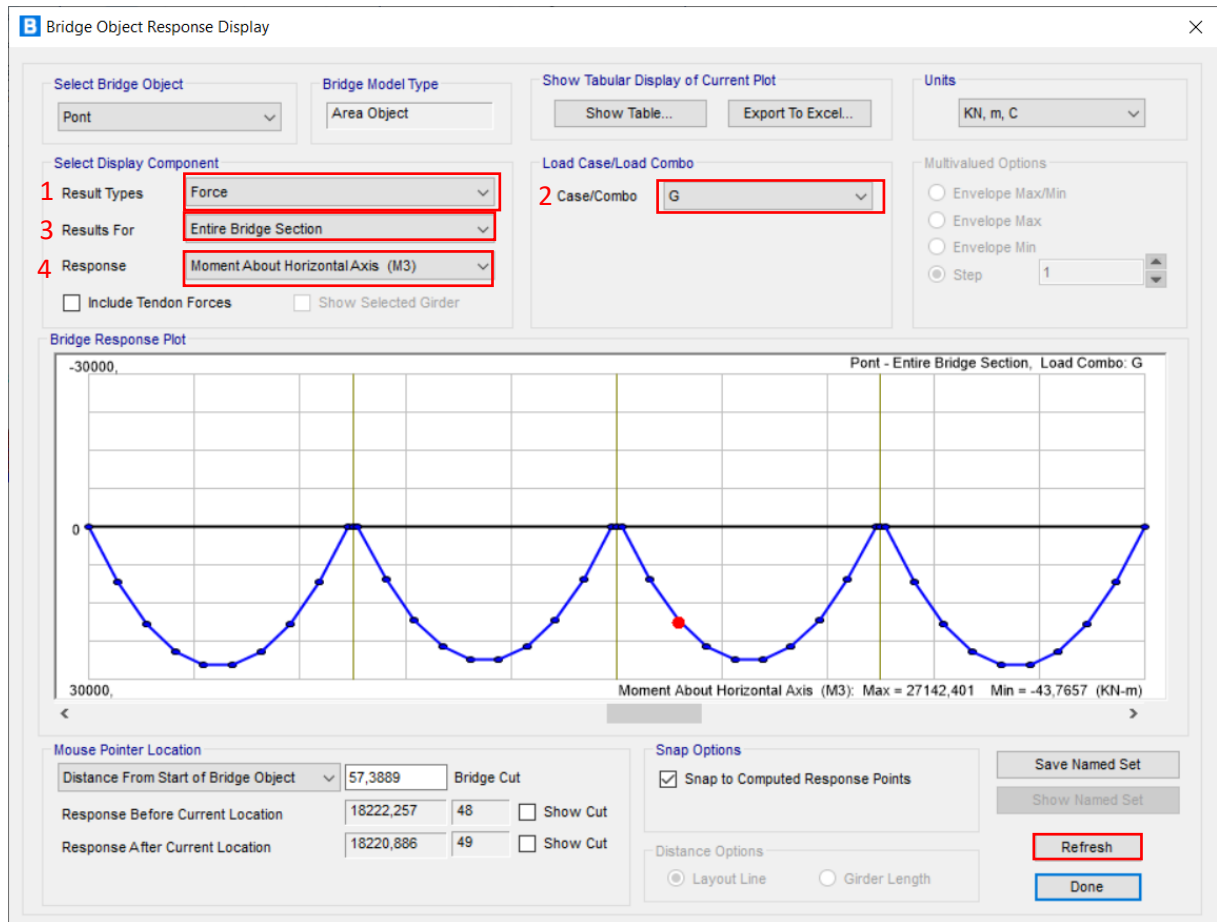 B Bridge Object Response Display
Select Bridge Object
Pont
Bridge Model Type
Area Object
Show Tabular Display of Current Plot
Show Table...
Export To Excel...
Units
KN, m, C
Select Display Component
1 Result Types Force
3 Results For Entire Bridge Section
4 Response Moment About Horizontal Axis (M3)
Include Tendon Forces
Show Selected Girder
Load Case/Load Combo
2 Case/Combo G
Multivalued Options
Envelope Max/Min
Envelope Max
Envelope Min
Step 1
Bridge Response Plot
-30000,
Pont - Entire Bridge Section, Load Combo: G
0
30000,
Moment About Horizontal Axis (M3): Max = 27142,401 Min = -43,7657 (KN-m)
Mouse Pointer Location
Distance From Start of Bridge Object 57,3889 Bridge Cut
Response Before Current Location 18222,257 48 Show Cut
Response After Current Location 18220,886 49 Show Cut
Snap Options
Snap to Computed Response Points
Distance Options
Layout Line
Girder Length
Save Named Set
Show Named Set
Refresh
Done